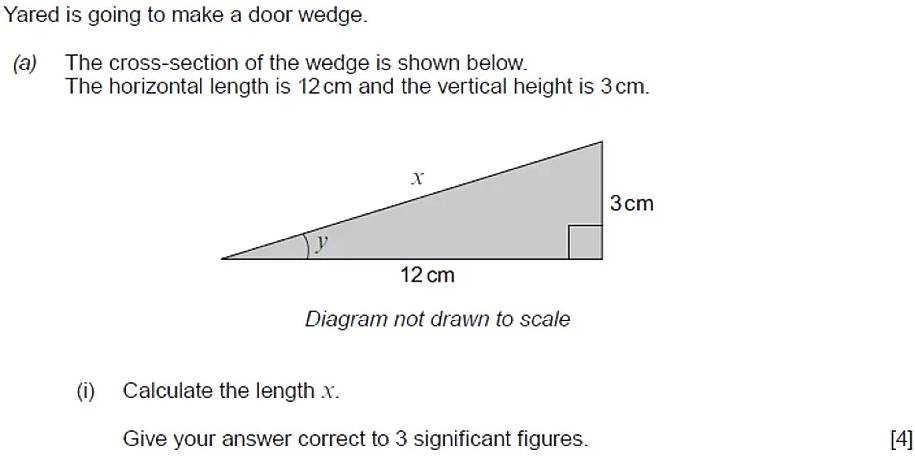 Yared is going to make a door wedge.
(a) The cross-section of the wedge is shown below.
The horizontal length is 12 cm and the vertical height is 3 cm.
x
3 cm
y
12 cm
Diagram not drawn to scale
(i) Calculate the length x.
Give your answer correct to 3 significant figures. [4]